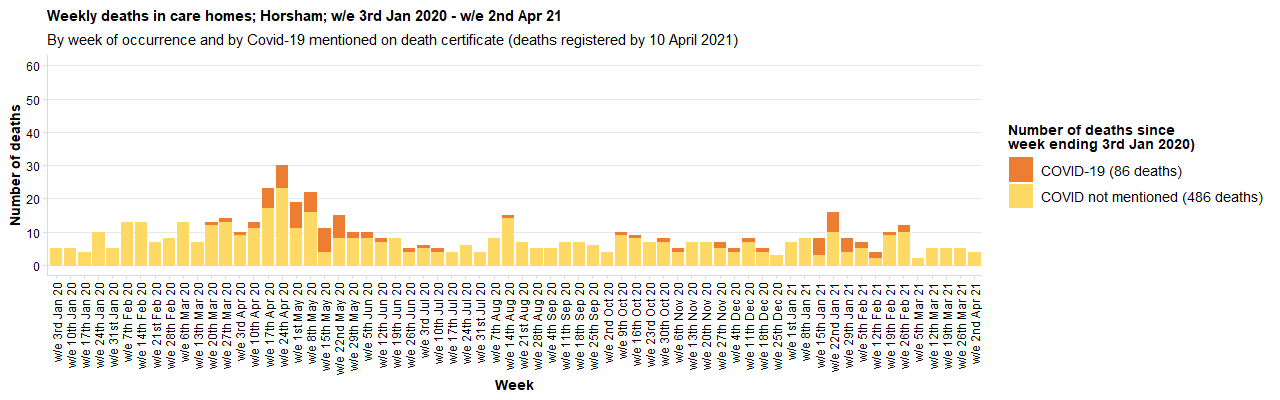 Weekly deaths in care homes; Horsham; w/e 3rd Jan 2020 - w/e 2nd Apr 21
By week of occurrence and by Covid-19 mentioned on death certificate (deaths registered by 10 April 2021)
Number of deaths
60
50
40
30
20
10
0
w/e 3rd Jan 20
w/e 10th Jan 20
w/e 17th Jan 20
w/e 24th Jan 20
w/e 31st Jan 20
w/e 7th Feb 20
w/e 14th Feb 20
w/e 21st Feb 20
w/e 28th Feb 20
w/e 6th Mar 20
w/e 13th Mar 20
w/e 20th Mar 20
w/e 27th Mar 20
w/e 3rd Apr 20
w/e 10th Apr 20
w/e 17th Apr 20
w/e 24th Apr 20
w/e 1st May 20
w/e 8th May 20
w/e 15th May 20
w/e 22nd May 20
w/e 29th May 20
w/e 5th Jun 20
w/e 12th Jun 20
w/e 19th Jun 20
w/e 26th Jun 20
w/e 3rd Jul 20
w/e 10th Jul 20
w/e 17th Jul 20
w/e 24th Jul 20
w/e 31st Jul 20
w/e 7th Aug 20
w/e 14th Aug 20
w/e 21st Aug 20
w/e 28th Aug 20
w/e 4th Sep 20
w/e 11th Sep 20
w/e 18th Sep 20
w/e 25th Sep 20
w/e 2nd Oct 20
w/e 9th Oct 20
w/e 16th Oct 20
w/e 23rd Oct 20
w/e 30th Oct 20
w/e 6th Nov 20
w/e 13th Nov 20
w/e 20th Nov 20
w/e 27th Nov 20
w/e 4th Dec 20
w/e 11th Dec 20
w/e 18th Dec 20
w/e 25th Dec 20
w/e 1st Jan 21
w/e 8th Jan 21
w/e 15th Jan 21
w/e 22nd Jan 21
w/e 29th Jan 21
w/e 5th Feb 21
w/e 12th Feb 21
w/e 19th Feb 21
w/e 26th Feb 21
w/e 5th Mar 21
w/e 12th Mar 21
w/e 19th Mar 21
w/e 26th Mar 21
w/e 2nd Apr 21
Week
Number of deaths since
week ending 3rd Jan 2020)
COVID-19 (86 deaths)
COVID not mentioned (486 deaths)